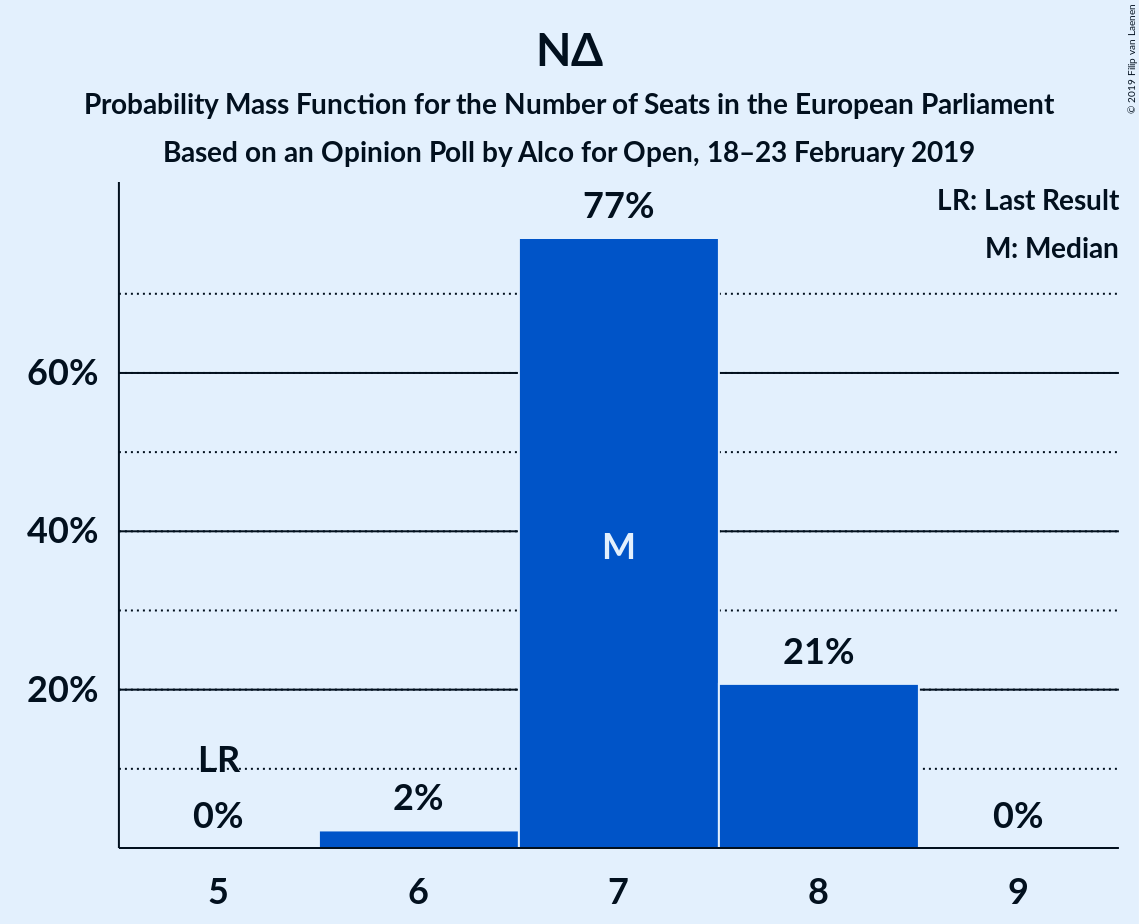 ΝΔ
Probability Mass Function for the Number of Seats in the European Parliament
Based on an Opinion Poll by Alco for Open, 18–23 February 2019
© 2019 Filip van Laenen
LR: Last Result
M: Median
77%
60%
M
40%
21%
20%
LR
2%
0%
0%
5 6 7 8 9